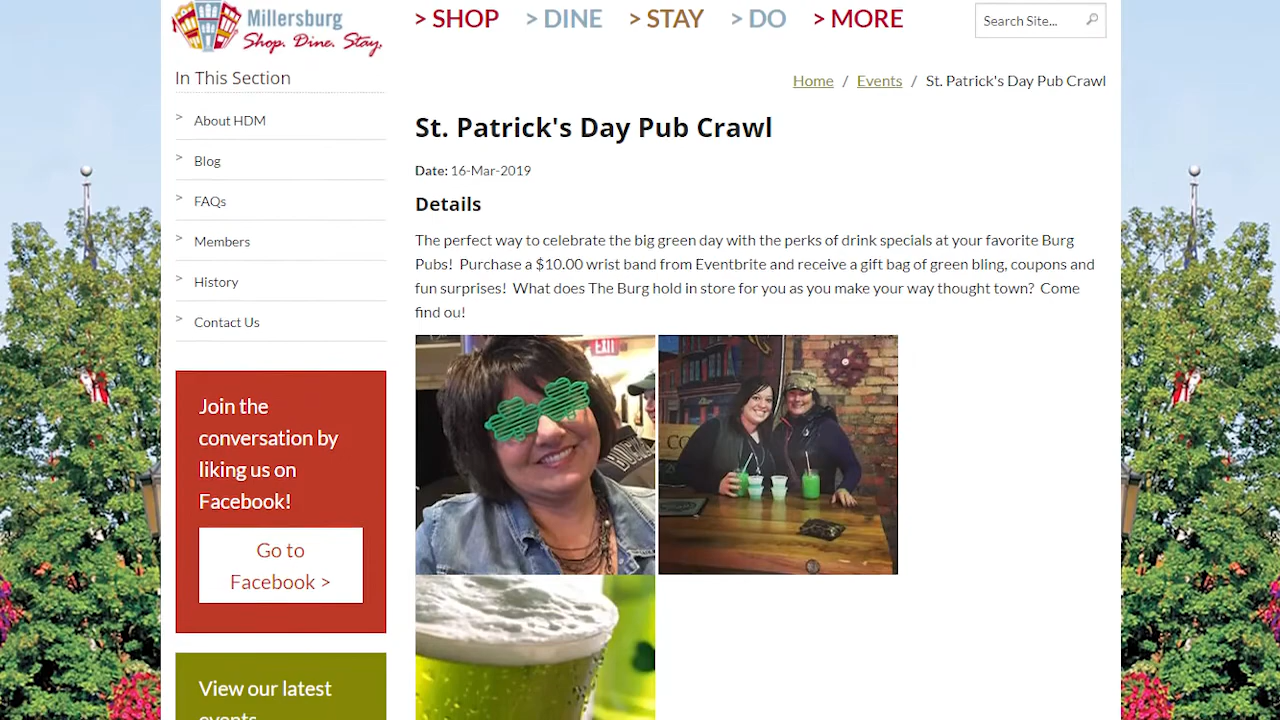 Millersburg
Shop. Dine. Stay.
> SHOP > DINE > STAY > DO > MORE
Search Site...
In This Section
Home / Events / St. Patrick's Day Pub Crawl
> About HDM
> Blog
> FAQs
> Members
> History
> Contact Us
St. Patrick's Day Pub Crawl
Date: 16-Mar-2019
Details
The perfect way to celebrate the big green day with the perks of drink specials at your favorite Burg
Pubs! Purchase a $10.00 wrist band from Eventbrite and receive a gift bag of green bling, coupons and
fun surprises! What does The Burg hold in store for you as you make your way thought town? Come
find ou!
EXIT
Join the
conversation by
liking us on
Facebook!
Go to
Facebook >
View our latest
events